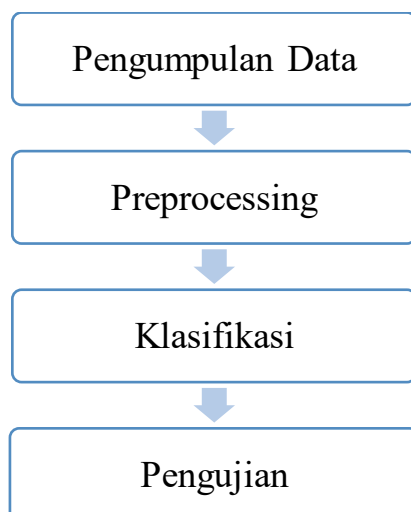 Pengumpulan Data
Preprocessing
Klasifikasi
Pengujian